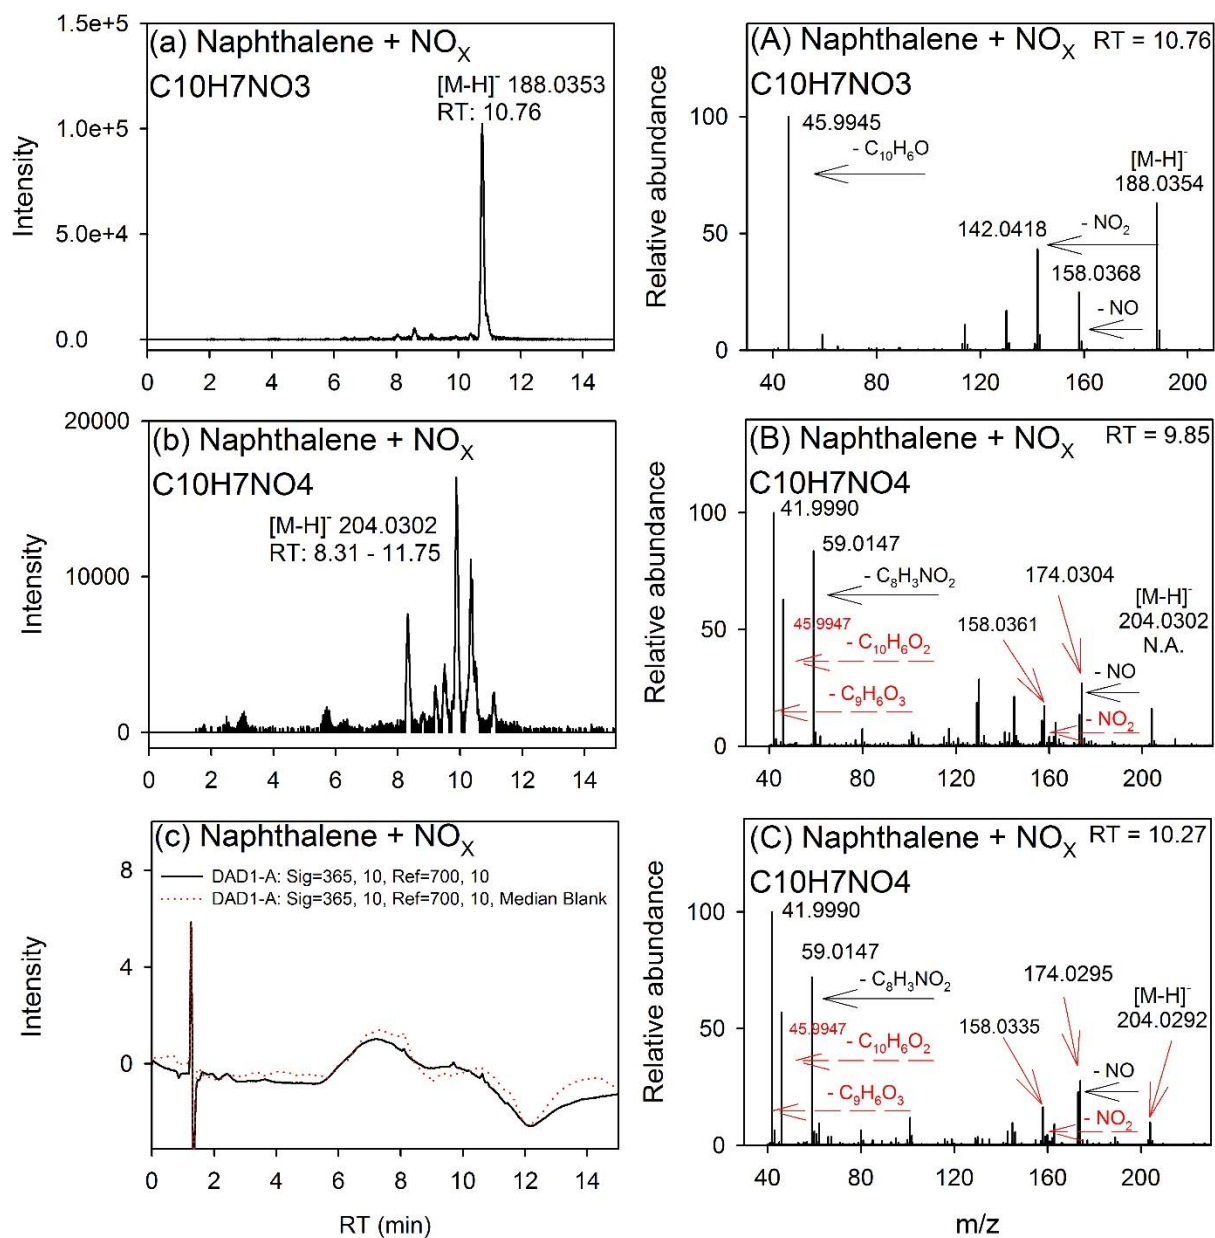 (a) Naphthalene + NOX
C10H7NO3
[M-H]- 188.0353
RT: 10.76
1.5e+5
1.0e+5
5.0e+4
0.0
Intensity
0 2 4 6 8 10 12 14
(A) Naphthalene + NOX RT = 10.76
C10H7NO3
45.9945
- C10H6O
[M-H]-
188.0354
142.0418
- NO2
158.0368
- NO
100
50
0
Relative abundance
40 80 120 160 200
(b) Naphthalene + NOX
C10H7NO4
[M-H]- 204.0302
RT: 8.31 - 11.75
20000
10000
0
Intensity
0 2 4 6 8 10 12 14
(B) Naphthalene + NOX RT = 9.85
C10H7NO4
41.9990
59.0147
- C8H3NO2
174.0304
[M-H]-
204.0302
N.A.
45.9947
- C10H6O2
158.0361
- NO
- C9H6O3
- NO2
100
50
0
Relative abundance
40 80 120 160 200
(c) Naphthalene + NOX
DAD1-A: Sig=365, 10, Ref=700, 10
DAD1-A: Sig=365, 10, Ref=700, 10, Median Blank
8
4
0
Intensity
0 2 4 6 8 10 12 14
RT (min)
(C) Naphthalene + NOX RT = 10.27
C10H7NO4
41.9990
59.0147
- C8H3NO2
174.0295
[M-H]-
204.0292
45.9947
- C10H6O2
158.0335
- NO
- C9H6O3
- NO2
100
50
0
Relative abundance
40 80 120 160 200
m/z